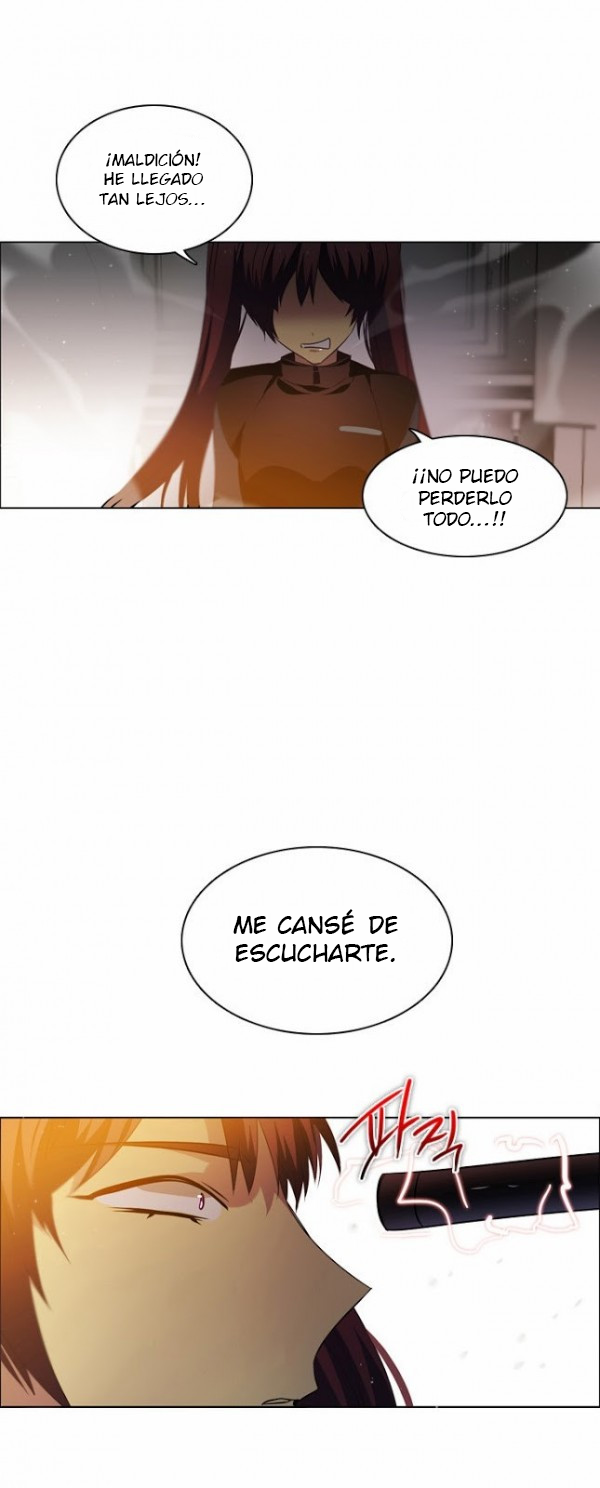 ¡MALDICIÓN!
HE LLEGADO
TAN LEJOS...
¡¡NO PUEDO
PERDERLO
TODO...!!
ME CANSÉ DE
ESCUCHARTE.
파직